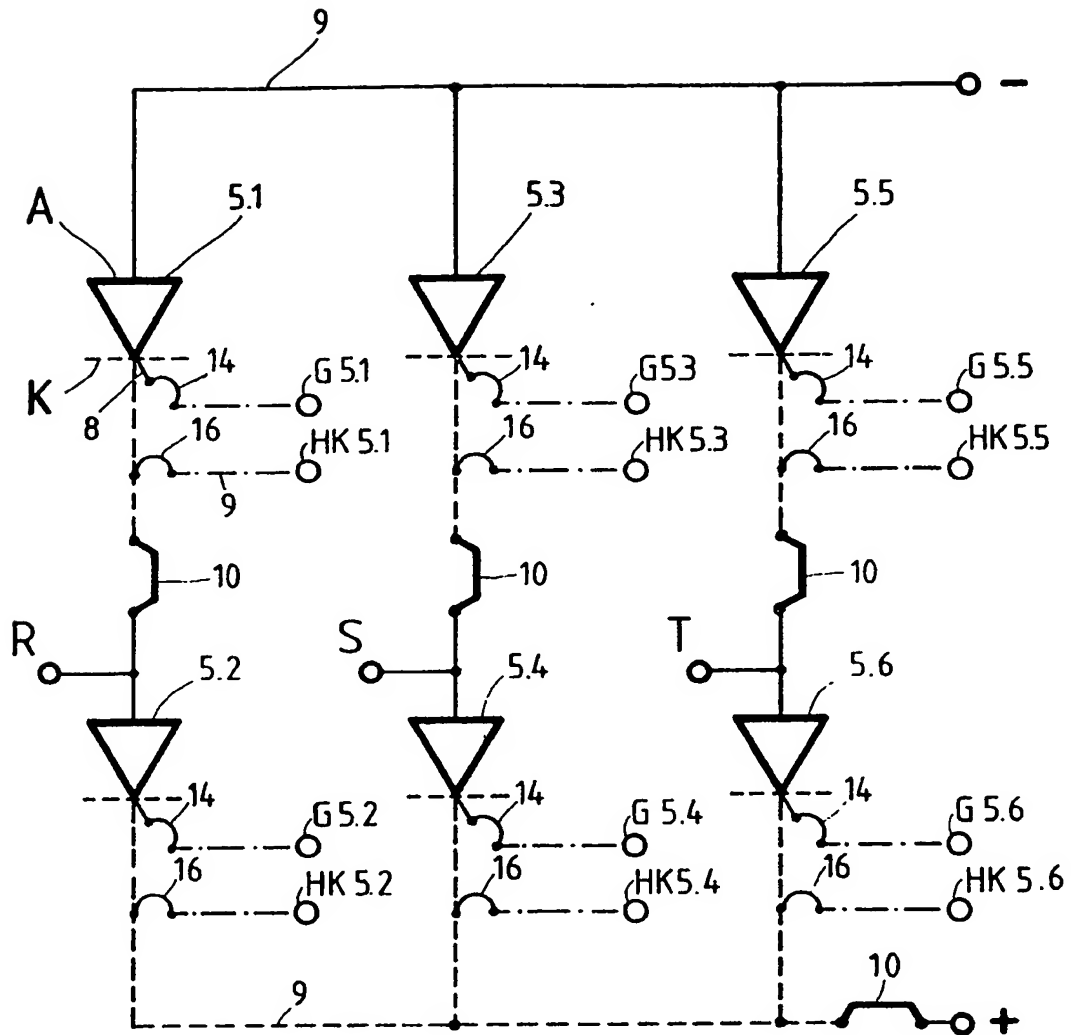 9
−
A 5.1 5.3 5.5
K 8 14 G 5.1 14 G5.3 14 G 5.5
16 HK 5.1 16 HK 5.3 16 HK 5.5
9
10 10 10
R S T
5.2 5.4 5.6
14 G 5.2 14 G 5.4 14 G 5.6
16 HK 5.2 16 HK5.4 16 HK 5.6
9 10 +